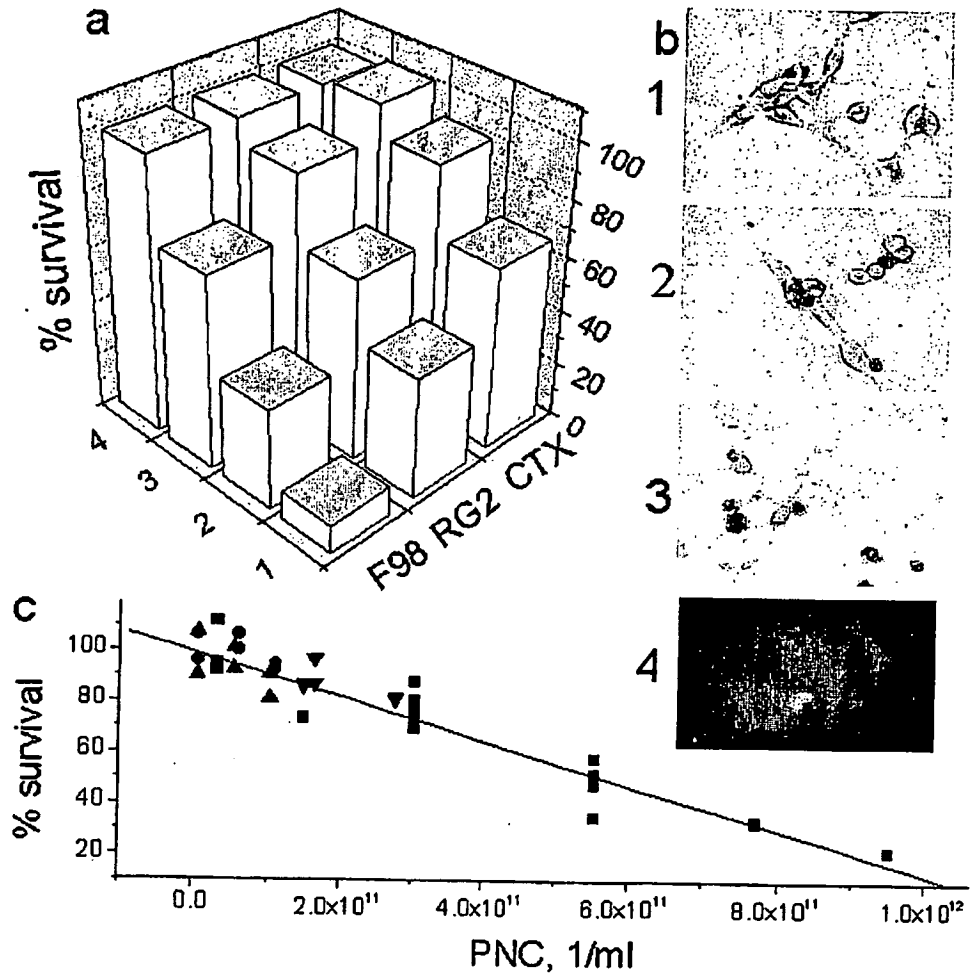 a
% survival
100
80
60
40
20
0
4
3
2
1
F98 RG2 CTX
b
1
2
3
4
c
% survival
100
80
60
40
20
0.0
2.0x10¹¹
4.0x10¹¹
6.0x10¹¹
8.0x10¹¹
1.0x10¹²
PNC, 1/ml